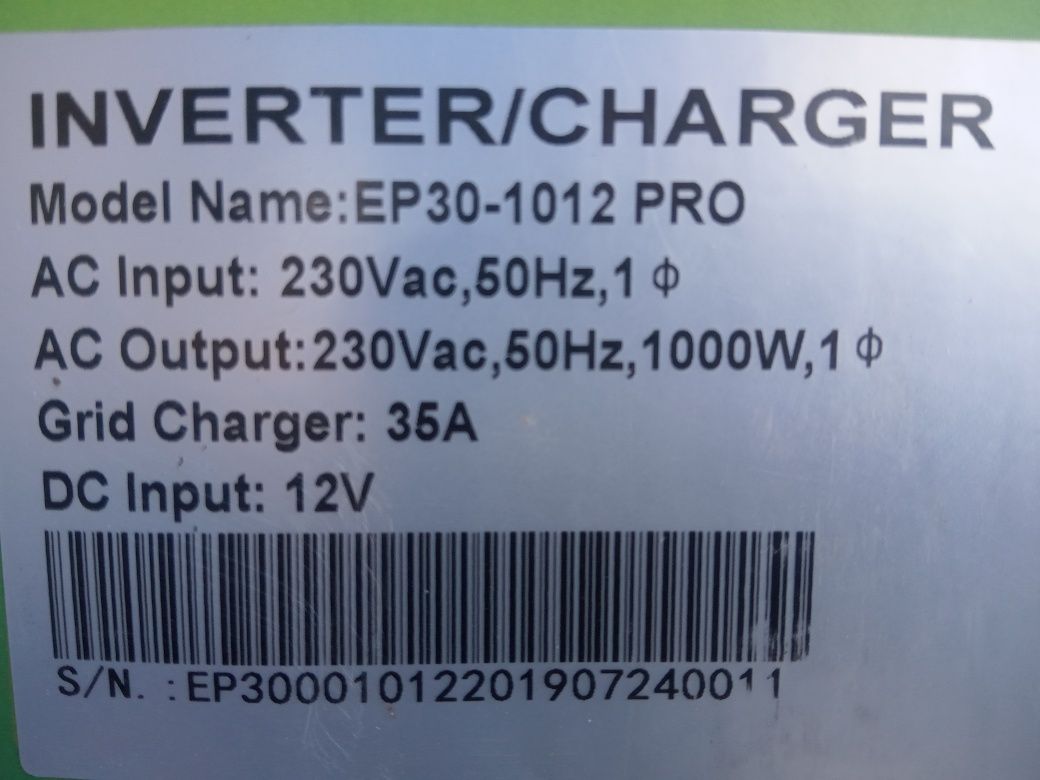 INVERTER/CHARGER
Model Name:EP30-1012 PRO
AC Input: 230Vac,50Hz,1 ф
AC Output:230Vac,50Hz,1000W,1 ф
Grid Charger: 35A
DC Input: 12V
S/N. :EP30001012201907240011